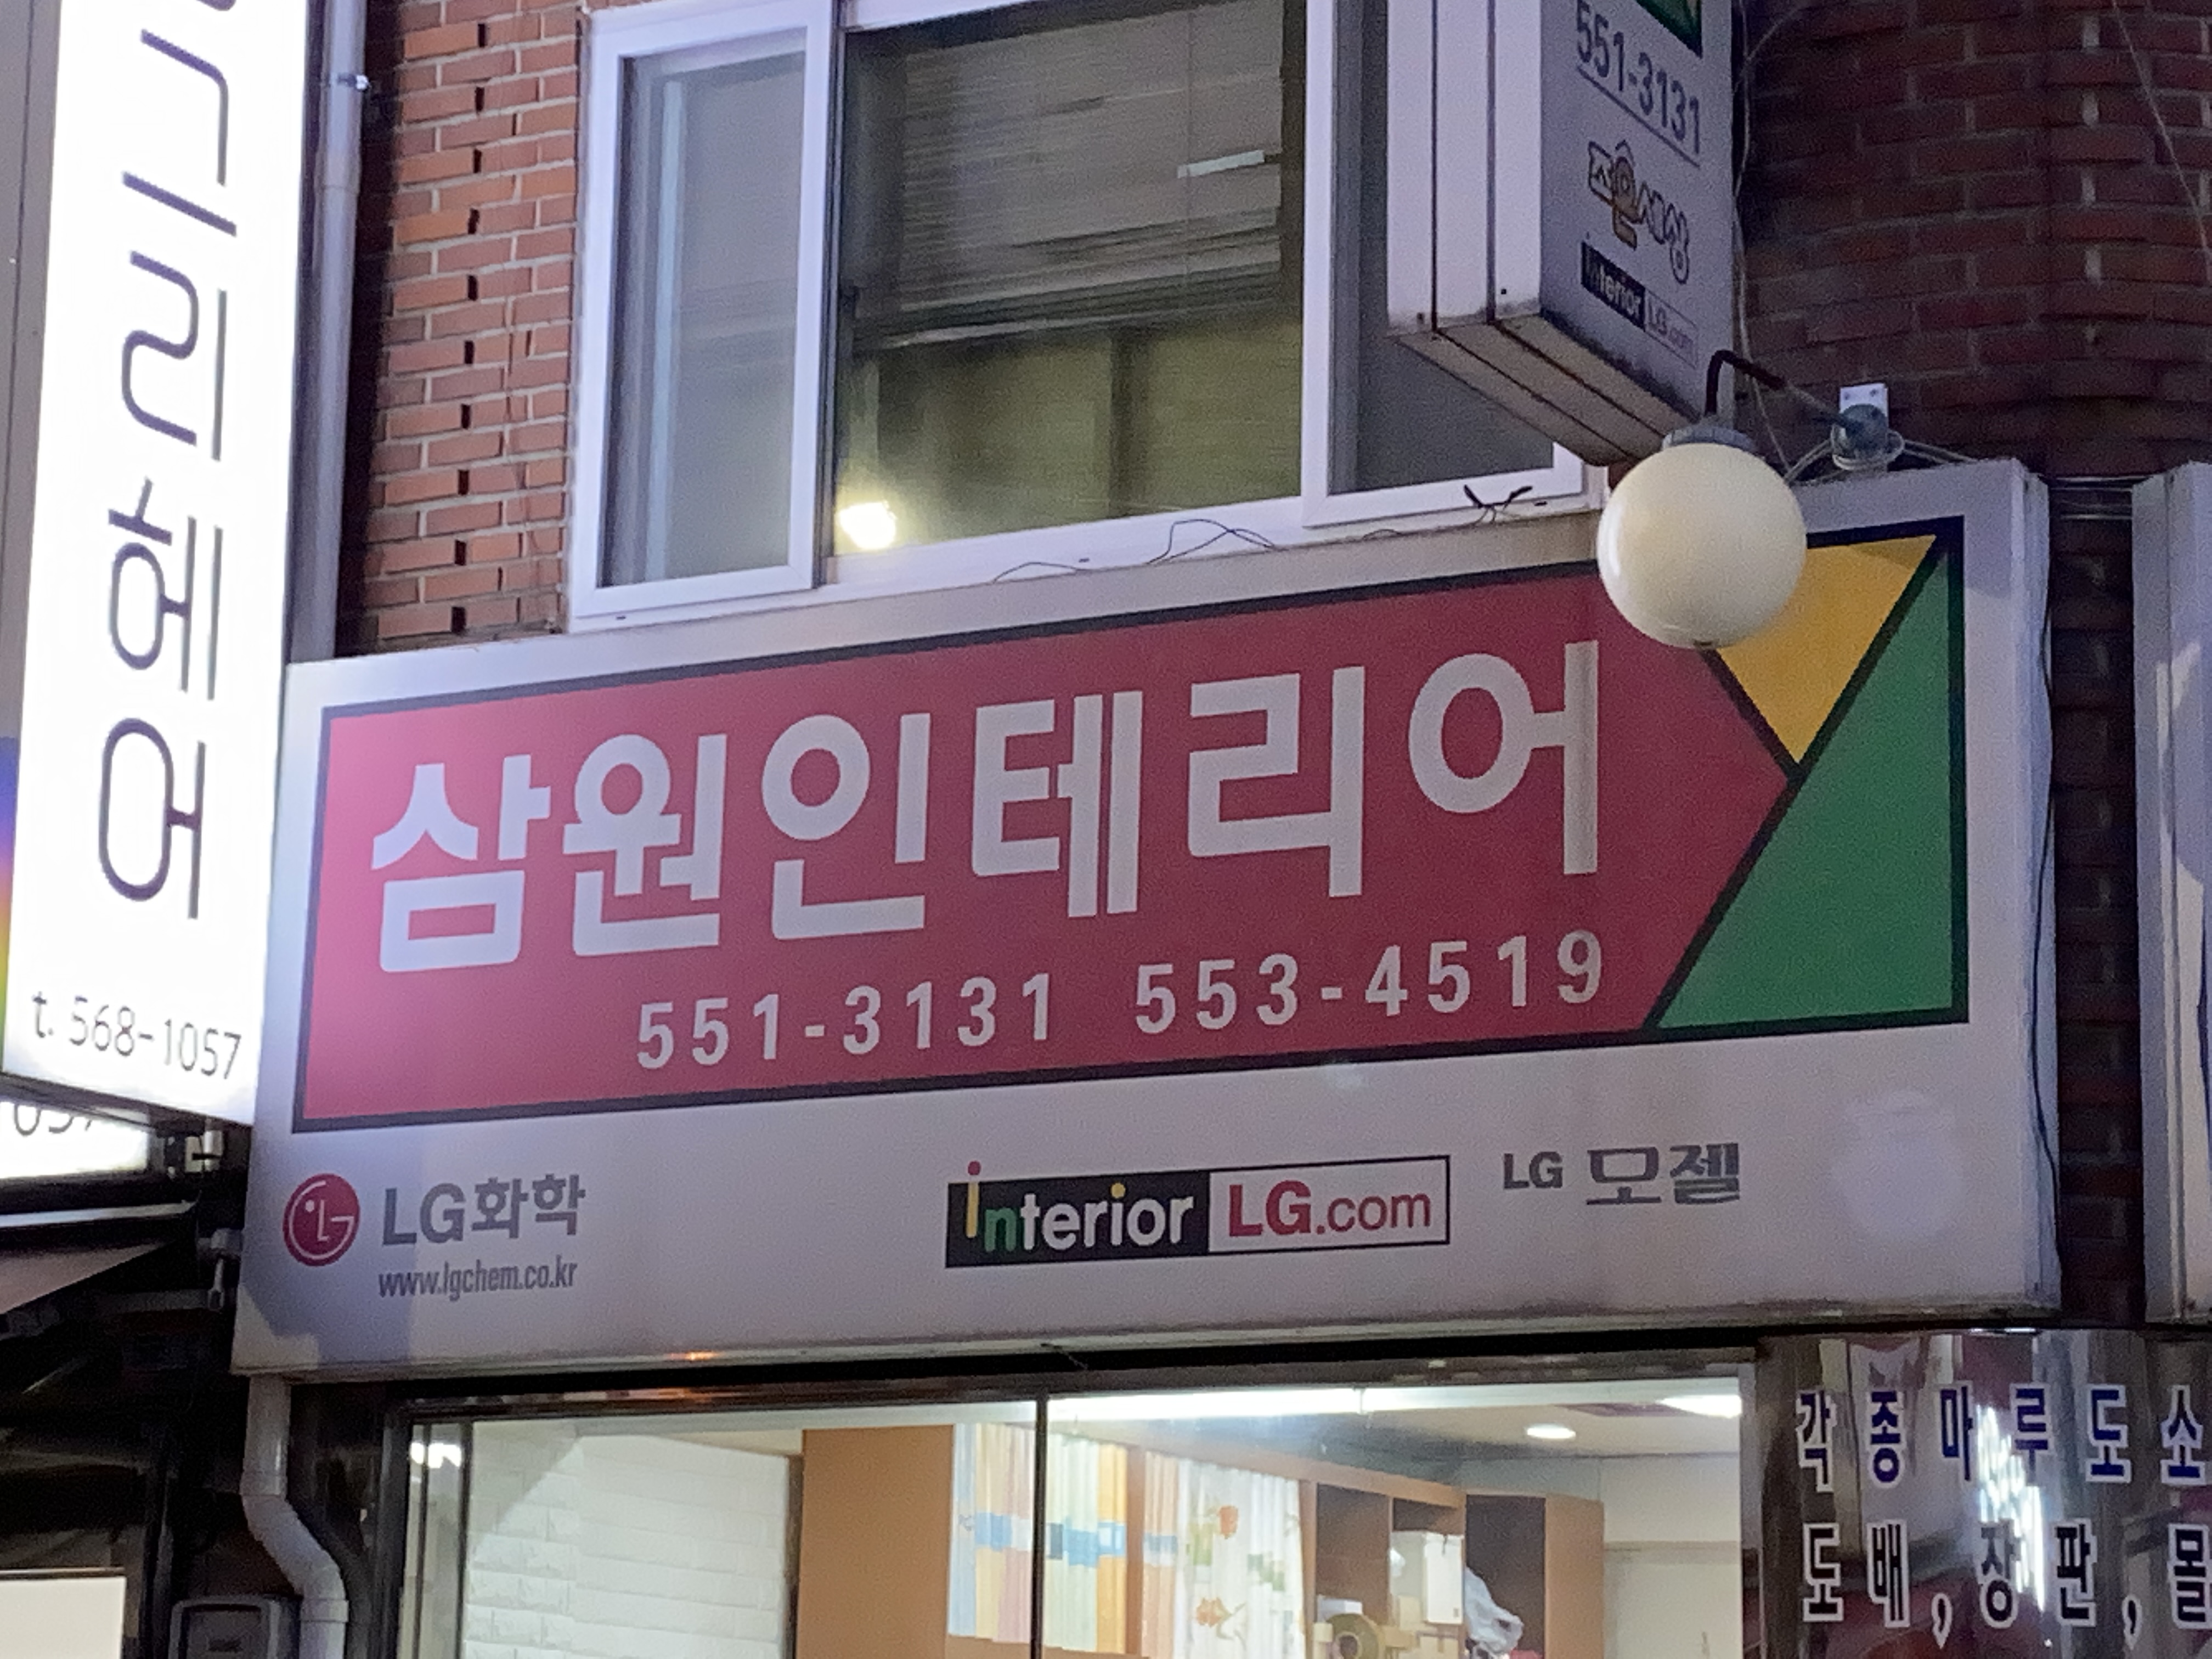 헤어
t. 568-1057
551-3131
좋은세상
interior LG.com
삼원인테리어
551-3131 553-4519
LG화학
www.lgchem.co.kr
interior LG.com
LG 모젤
각종마루도소
도배, 장판, 몰